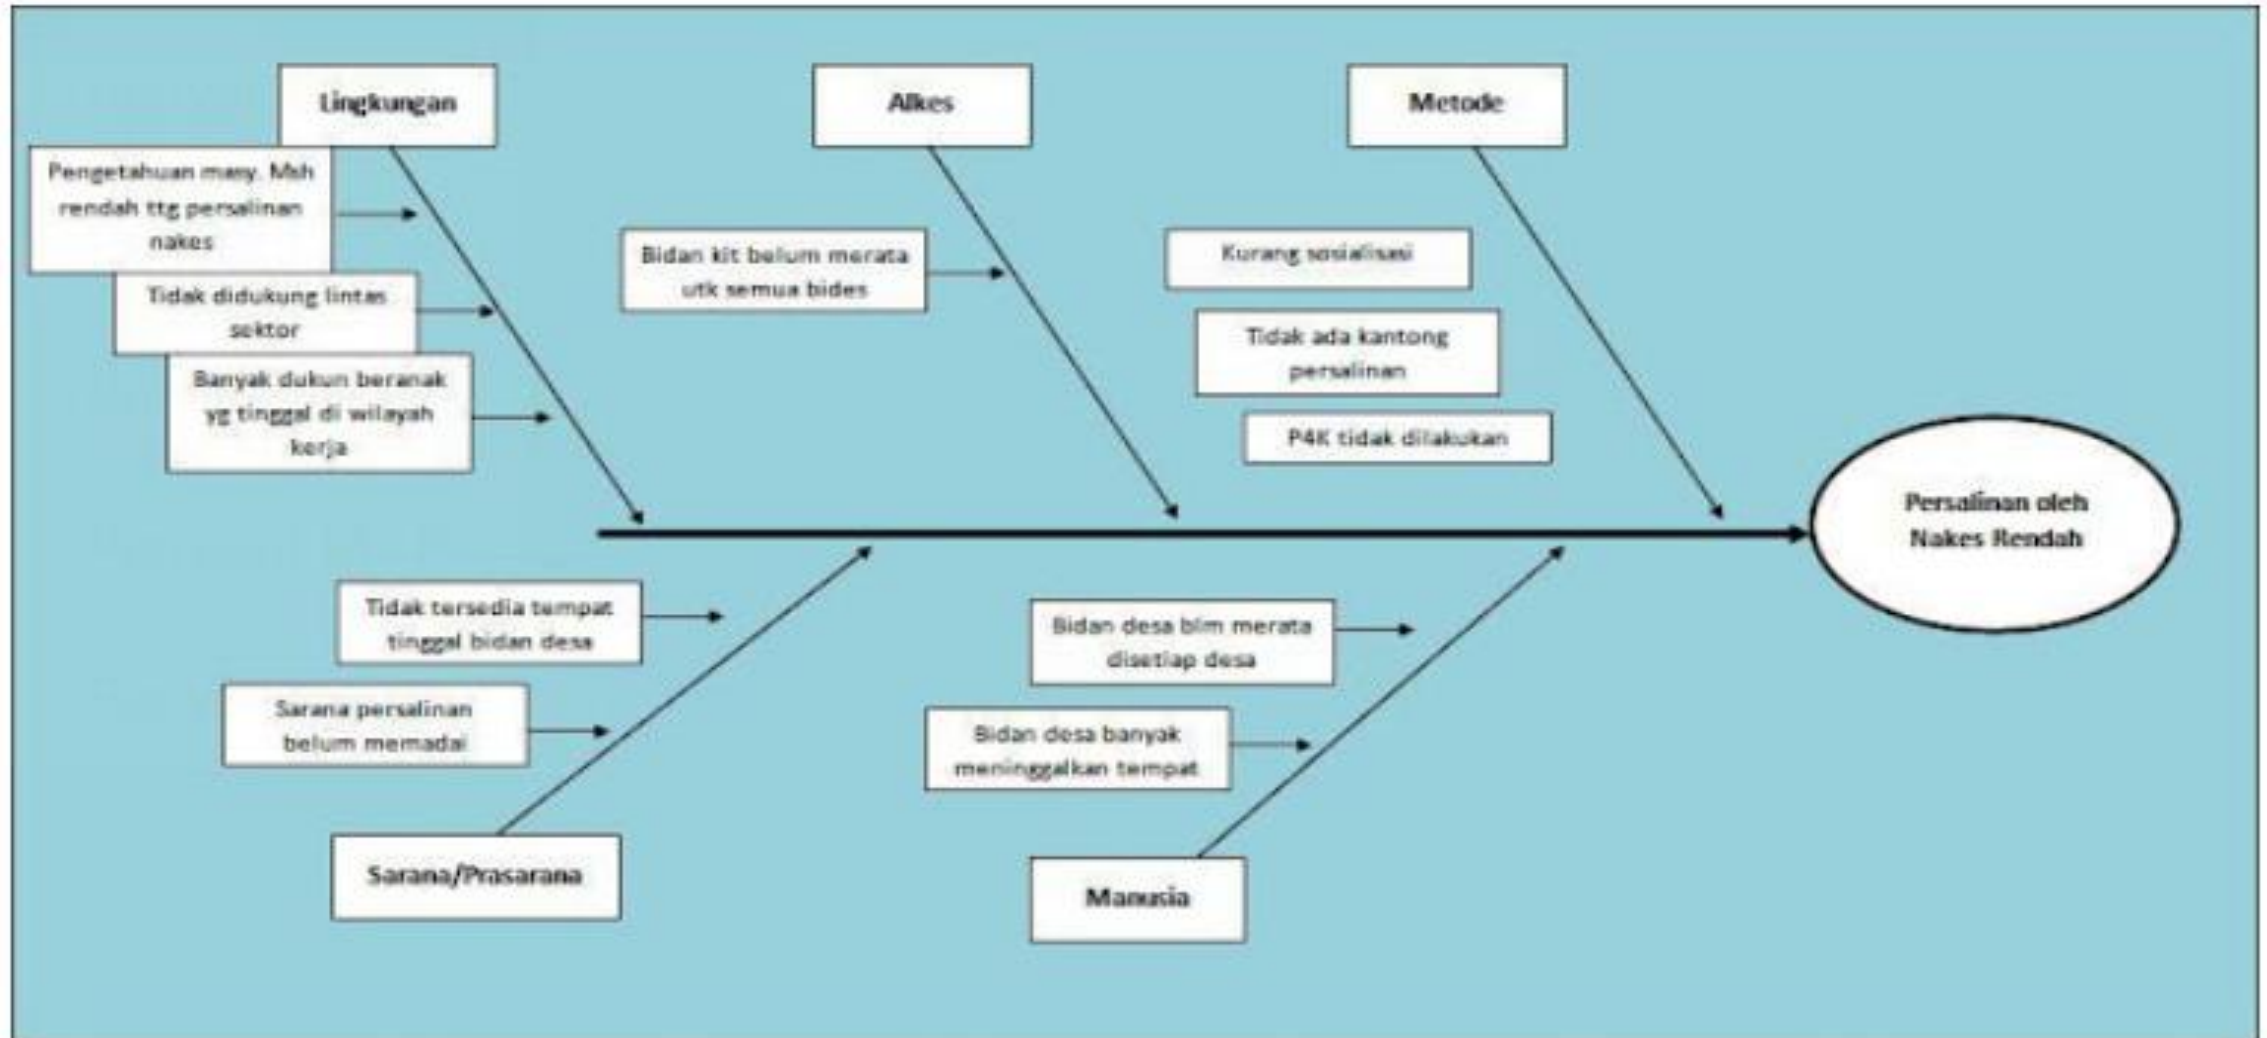 Lingkungan
Alkes
Metode
Pengetahuan masy. Msh
rendah ttg persalinan
nakes
Tidak didukung lintas
sektor
Banyak dukun beranak
yg tinggal di wilayah
kerja
Bidan kit belum merata
utk semua bides
Kurang sosialisasi
Tidak ada kantong
persalinan
P4K tidak dilakukan
Persalinan oleh
Nakes Rendah
Tidak tersedia tempat
tinggal bidan desa
Sarana persalinan
belum memadai
Bidan desa blm merata
disetiap desa
Bidan desa banyak
meninggalkan tempat
Sarana/Prasarana
Manusia